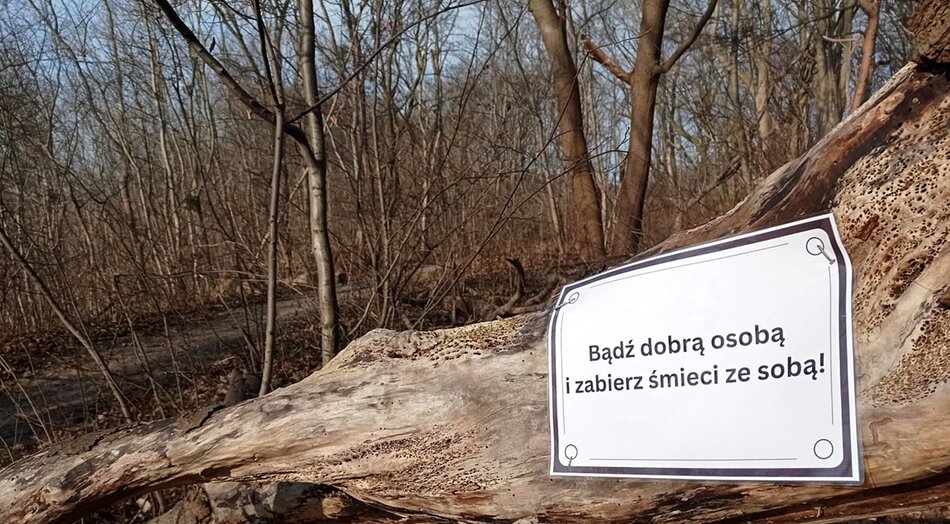 Bądź dobrą osobą
i zabierz śmieci ze sobą!